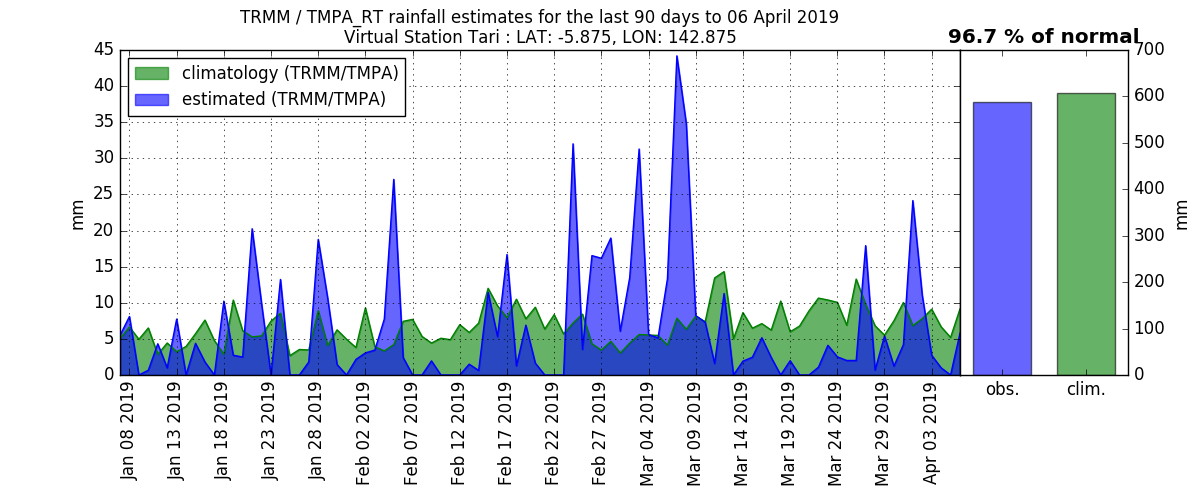 TRMM / TMPA_RT rainfall estimates for the last 90 days to 06 April 2019
Virtual Station Tari : LAT: -5.875, LON: 142.875
96.7 % of normal
climatology (TRMM/TMPA)
estimated (TRMM/TMPA)
45
40
35
30
25
20
15
10
5
0
mm
Jan 08 2019
Jan 13 2019
Jan 18 2019
Jan 23 2019
Jan 28 2019
Feb 02 2019
Feb 07 2019
Feb 12 2019
Feb 17 2019
Feb 22 2019
Feb 27 2019
Mar 04 2019
Mar 09 2019
Mar 14 2019
Mar 19 2019
Mar 24 2019
Mar 29 2019
Apr 03 2019
obs.
clim.
700
600
500
400
300
200
100
0
mm